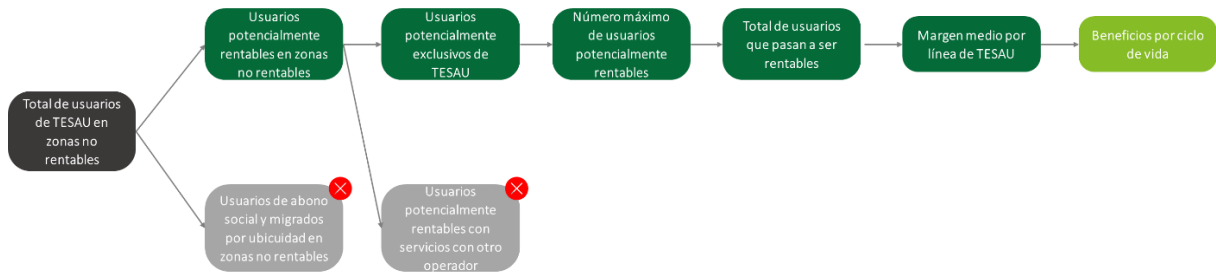 Total de usuarios
de TESAU en
zonas no
rentables
Usuarios
potencialmente
rentables en zonas
no rentables
Usuarios de abono
social y migrados
por ubicuidad en
zonas no rentables
Usuarios
potencialmente
exclusivos de
TESAU
Usuarios
potencialmente
rentables con
servicios con otro
operador
Número máximo
de usuarios
potencialmente
rentables
Total de usuarios
que pasan a ser
rentables
Margen medio por
línea de TESAU
Beneficios por ciclo
de vida